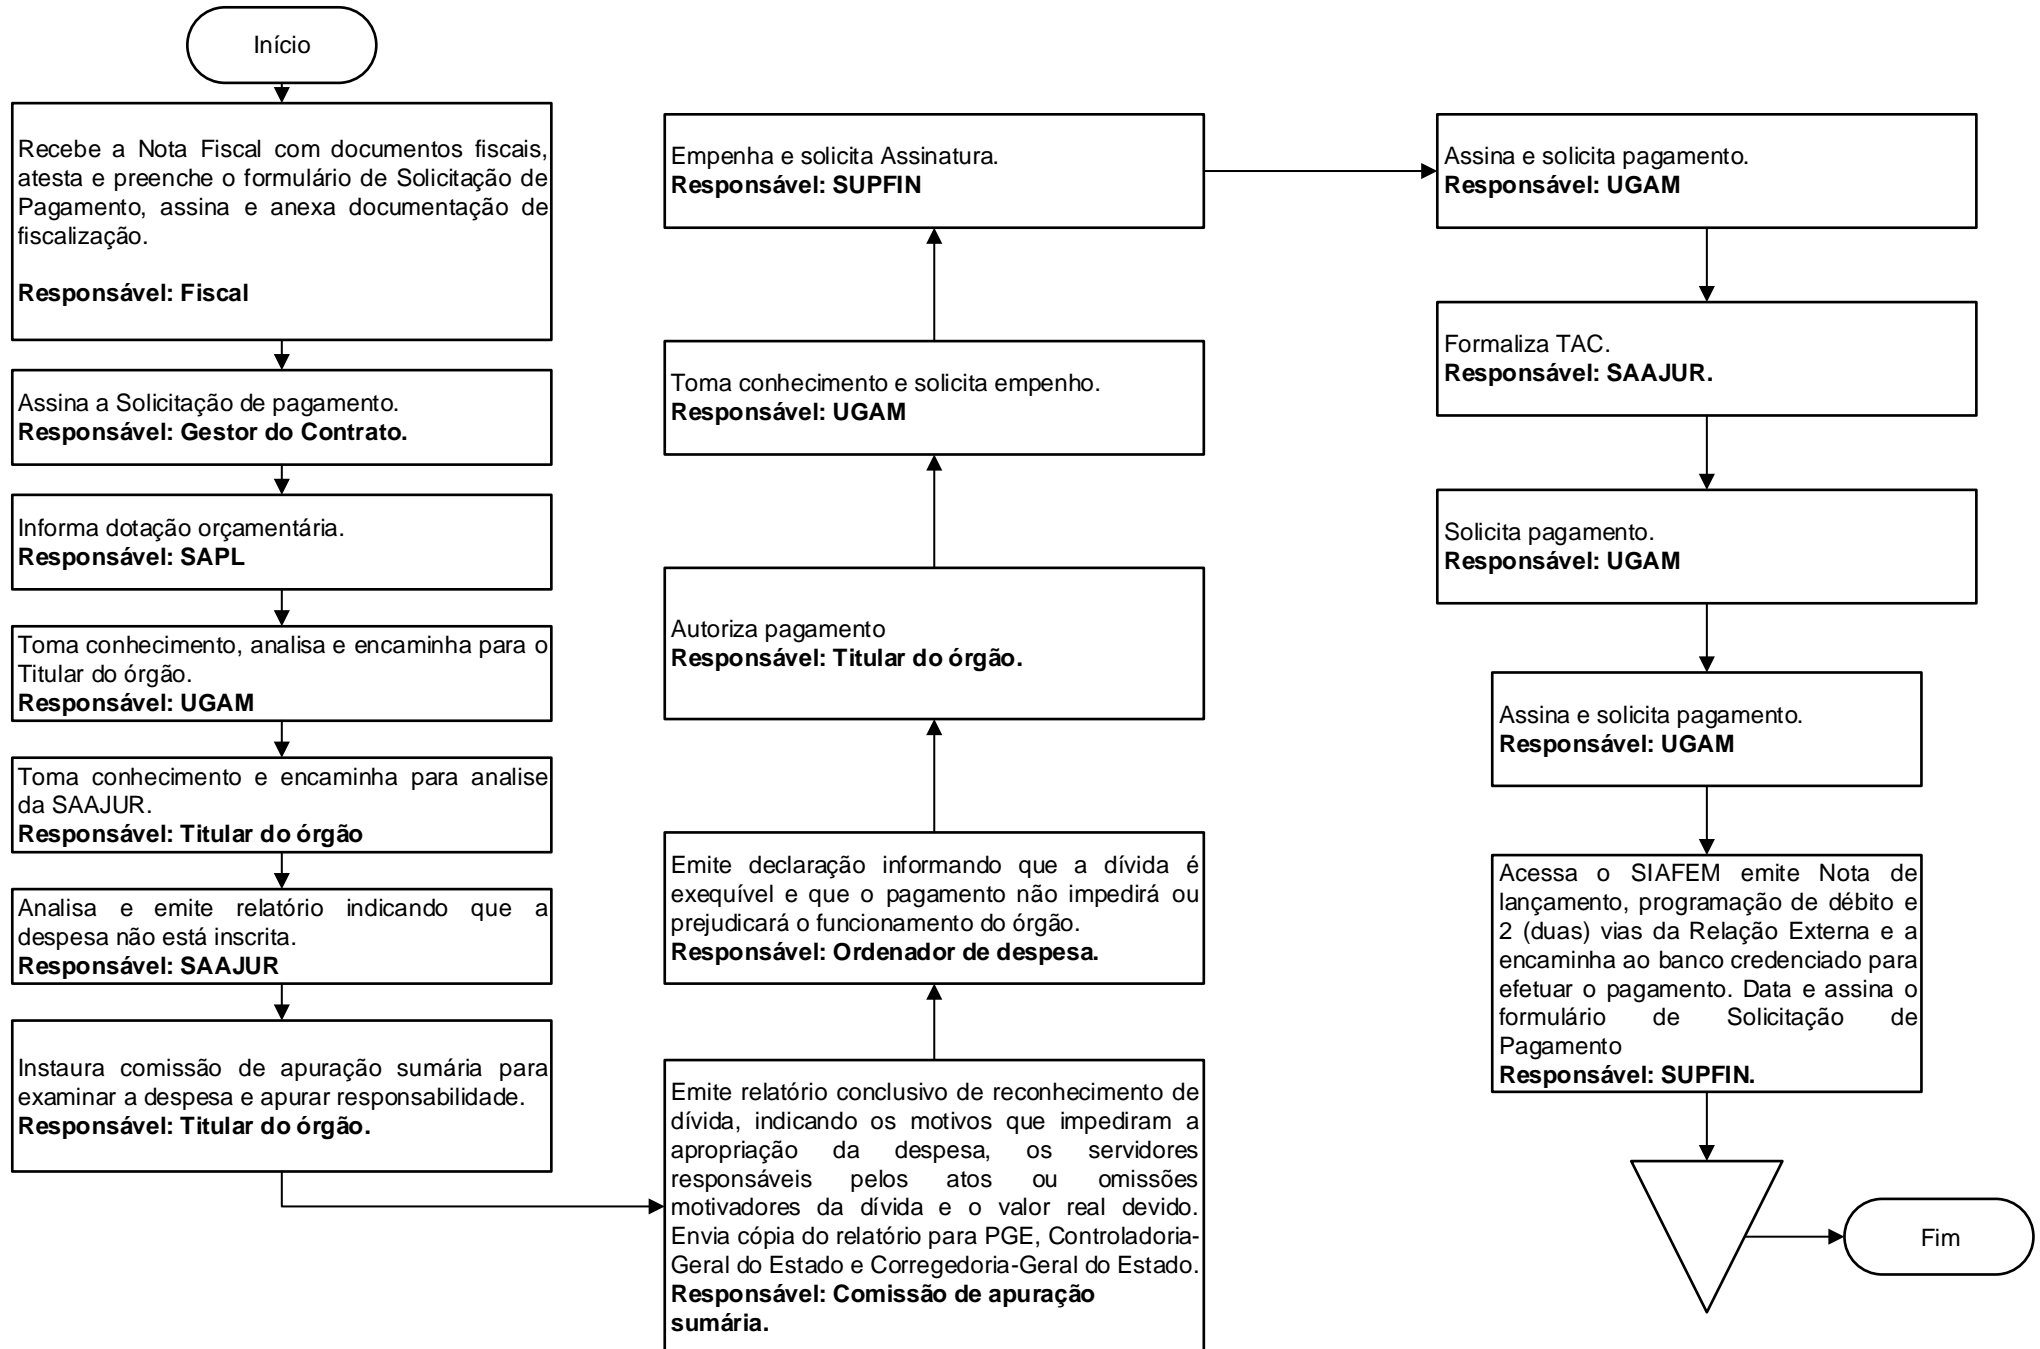 Início
Recebe a Nota Fiscal com documentos fiscais,
atesta e preenche o formulário de Solicitação de
Pagamento, assina e anexa documentação de
fiscalização.
Responsável: Fiscal
Assina a Solicitação de pagamento.
Responsável: Gestor do Contrato.
Informa dotação orçamentária.
Responsável: SAPL
Toma conhecimento, analisa e encaminha para o
Titular do órgão.
Responsável: UGAM
Toma conhecimento e encaminha para analise
da SAAJUR.
Responsável: Titular do órgão
Analisa e emite relatório indicando que a
despesa não está inscrita.
Responsável: SAAJUR
Instaura comissão de apuração sumária para
examinar a despesa e apurar responsabilidade.
Responsável: Titular do órgão.
Emite relatório conclusivo de reconhecimento de
dívida, indicando os motivos que impediram a
apropriação da despesa, os servidores
responsáveis pelos atos ou omissões
motivadores da dívida e o valor real devido.
Envia cópia do relatório para PGE, Controladoria-
Geral do Estado e Corregedoria-Geral do Estado.
Responsável: Comissão de apuração
sumária.
Emite declaração informando que a dívida é
exequível e que o pagamento não impedirá ou
prejudicará o funcionamento do órgão.
Responsável: Ordenador de despesa.
Autoriza pagamento
Responsável: Titular do órgão.
Toma conhecimento e solicita empenho.
Responsável: UGAM
Empenha e solicita Assinatura.
Responsável: SUPFIN
Assina e solicita pagamento.
Responsável: UGAM
Formaliza TAC.
Responsável: SAAJUR.
Solicita pagamento.
Responsável: UGAM
Assina e solicita pagamento.
Responsável: UGAM
Acessa o SIAFEM emite Nota de
lançamento, programação de débito e
2 (duas) vias da Relação Externa e a
encaminha ao banco credenciado para
efetuar o pagamento. Data e assina o
formulário de Solicitação de
Pagamento
Responsável: SUPFIN.
Fim